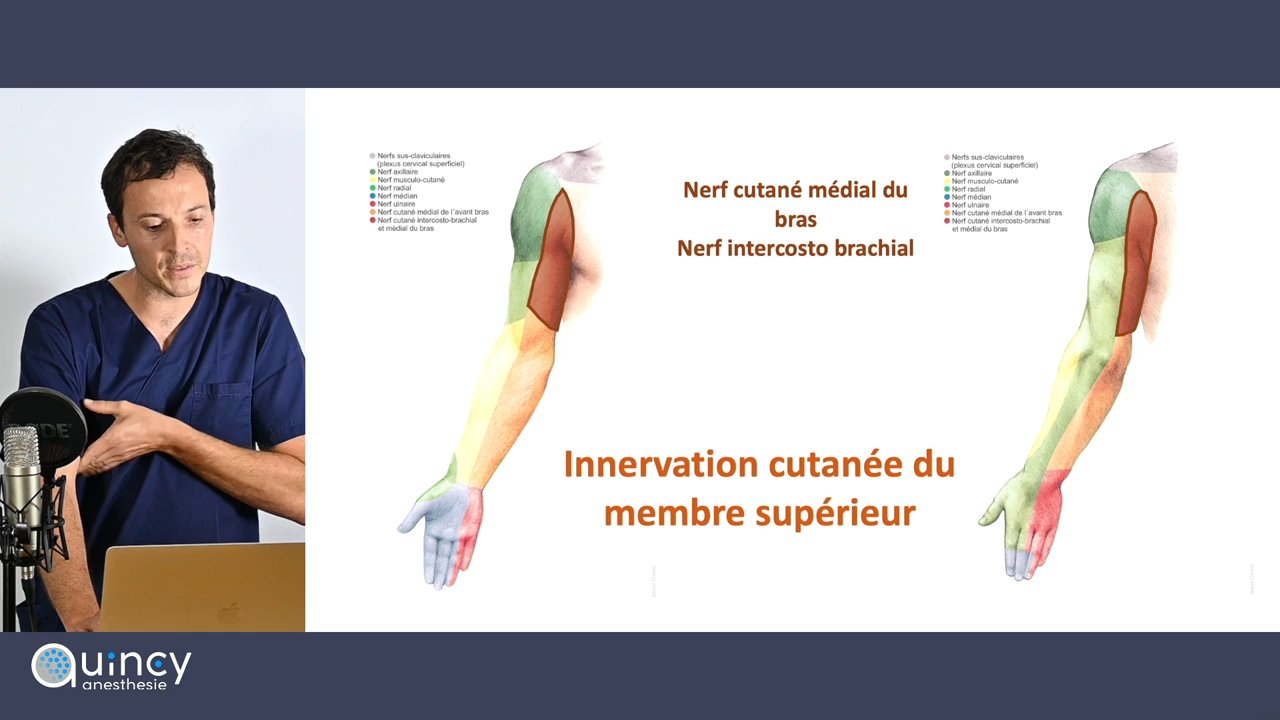 Nerfs sus-claviculaires
(plexus cervical superficiel)
Nerf axillaire
Nerf musculo-cutané
Nerf radial
Nerf médian
Nerf ulnaire
Nerf cutané médial de l'avant bras
Nerf cutané intercosto-brachial
et médial du bras
Nerf cutané médial du
bras
Nerf intercosto brachial
Nerfs sus-claviculaires
(plexus cervical superficiel)
Nerf axillaire
Nerf musculo-cutané
Nerf radial
Nerf médian
Nerf ulnaire
Nerf cutané médial de l'avant bras
Nerf cutané intercosto-brachial
et médial du bras
Innervation cutanée du
membre supérieur
RØDE
Quincy
anesthesie